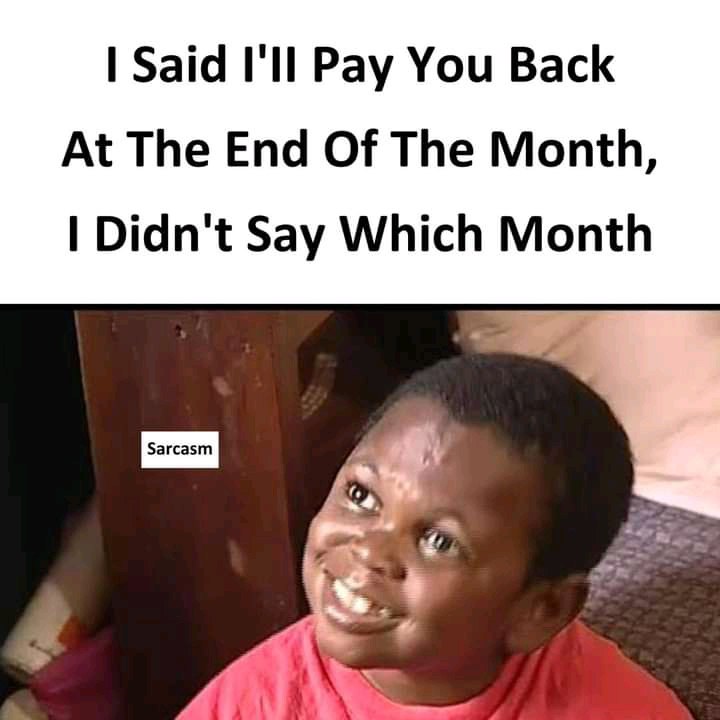 I Said I'll Pay You Back
At The End Of The Month,
I Didn't Say Which Month
Sarcasm